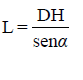 L = DH / senα